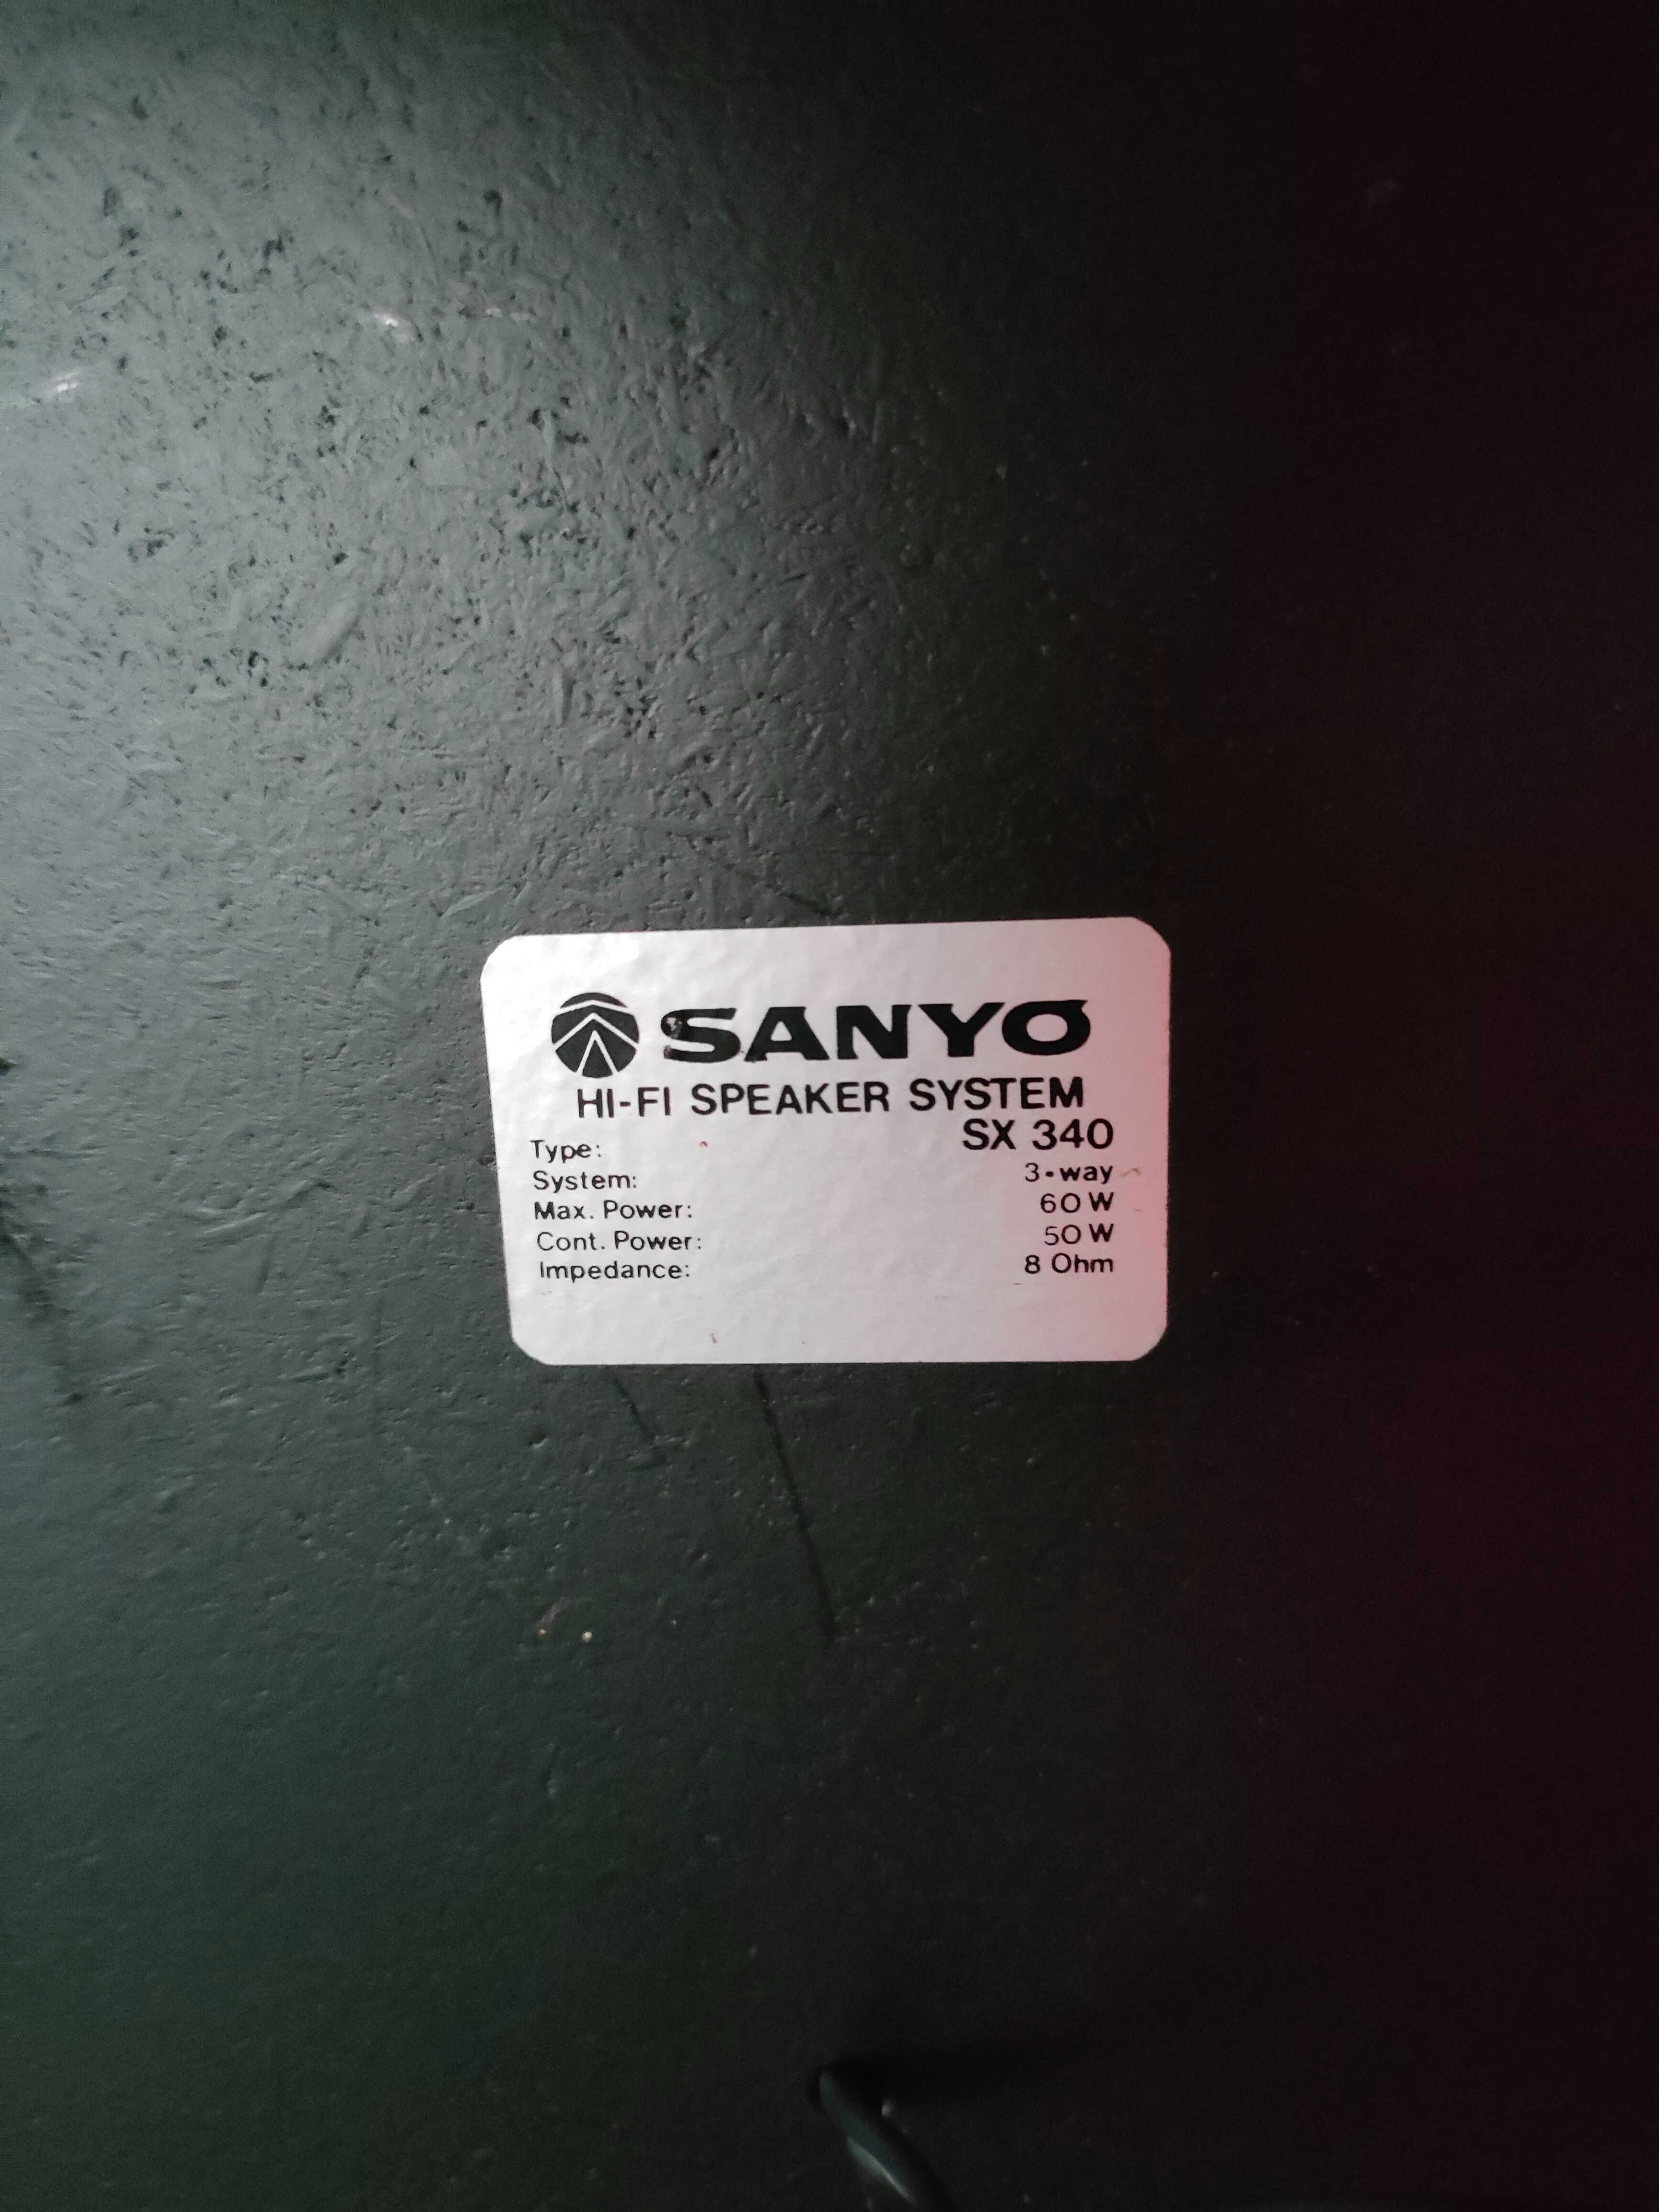 SANYO
HI-FI SPEAKER SYSTEM
Type: SX 340
System: 3-way
Max. Power: 60 W
Cont. Power: 50 W
Impedance: 8 Ohm